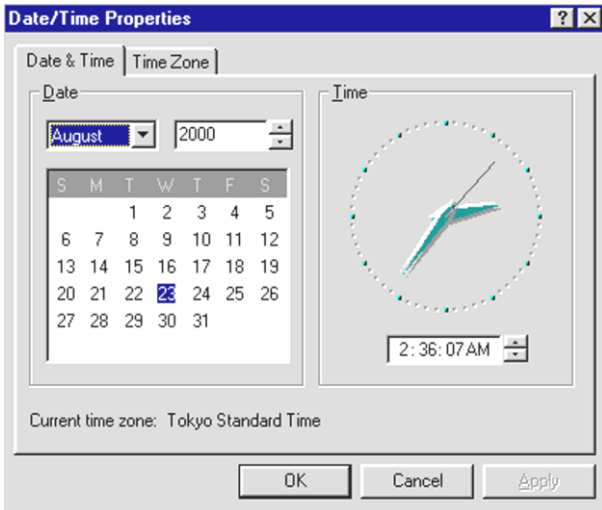 Date/Time Properties
Date & Time Time Zone
Date
August 2000
S M T W T F S
1 2 3 4 5
6 7 8 9 10 11 12
13 14 15 16 17 18 19
20 21 22 23 24 25 26
27 28 29 30 31
Time
2:36:07 AM
Current time zone: Tokyo Standard Time
OK Cancel Apply